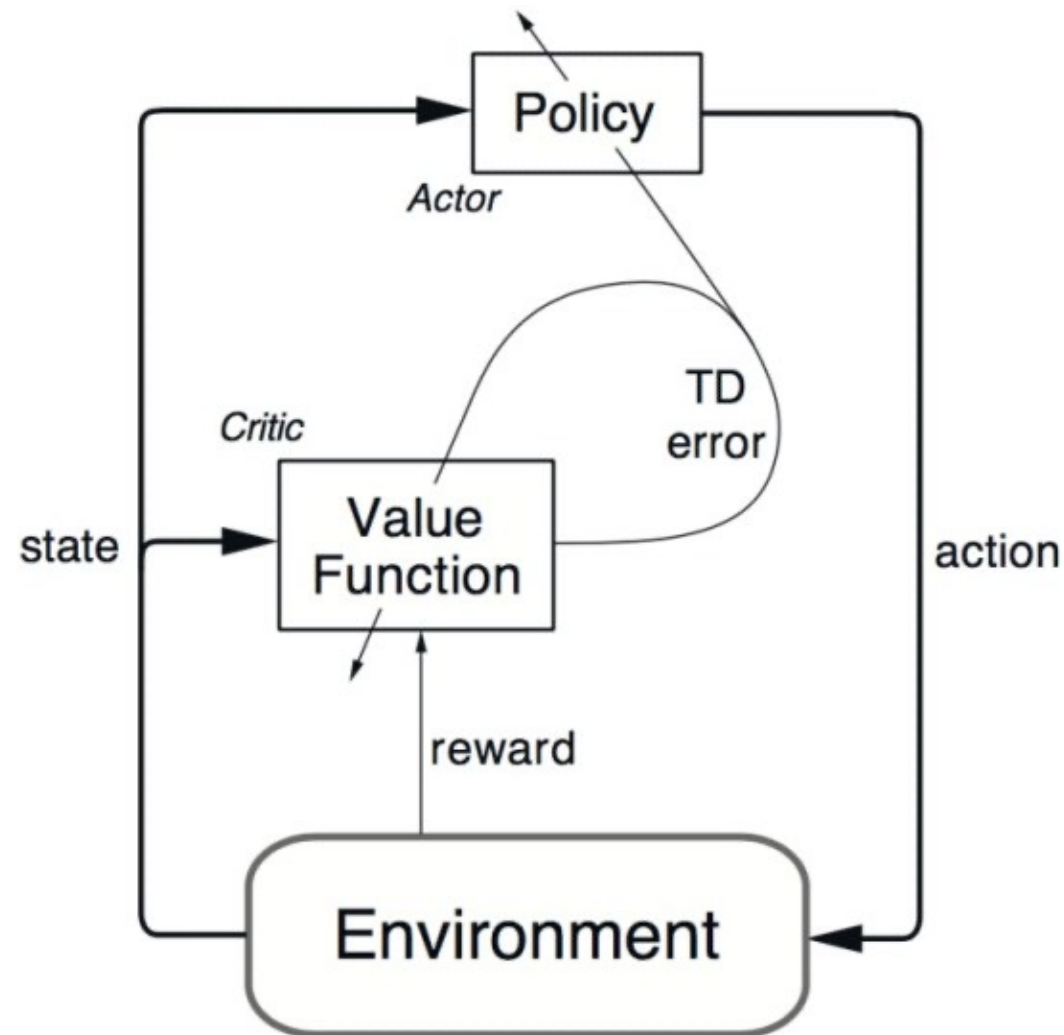 Policy
Actor
TD
error
Critic
Value
Function
state
action
reward
Environment